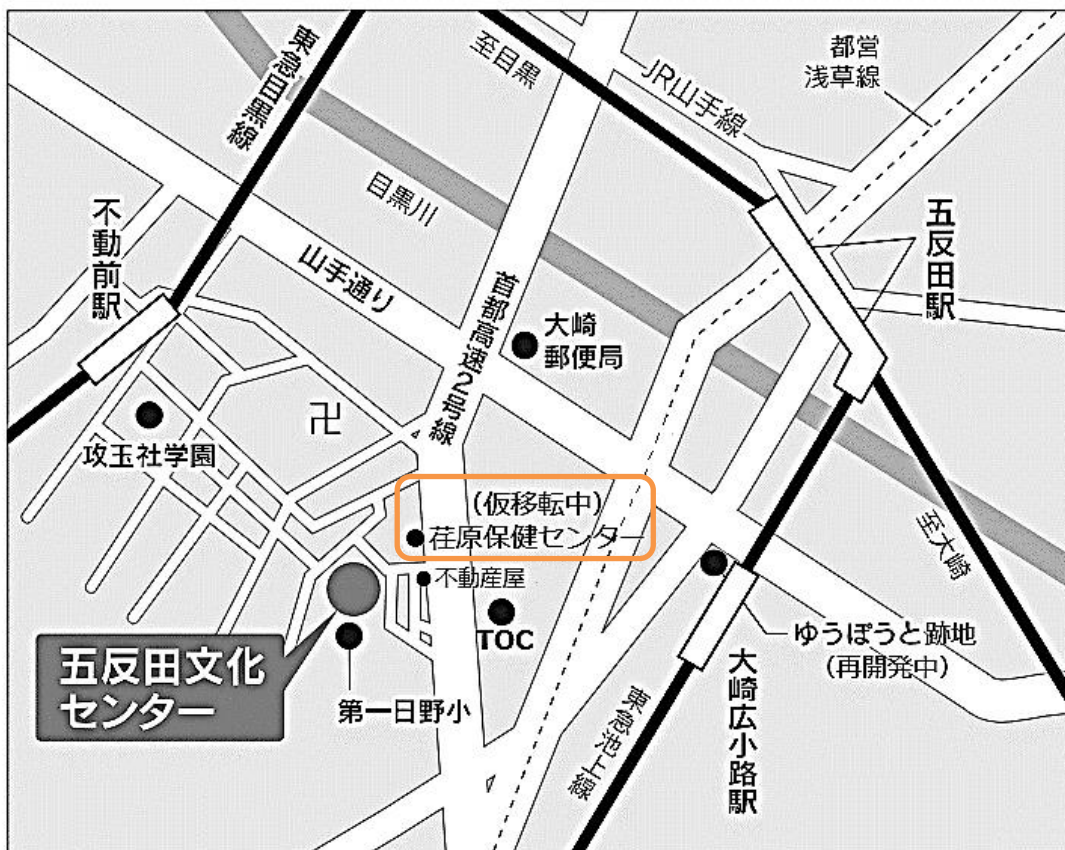 東急目黒線
至目黒
JR山手線
都営
浅草線
目黒川
不動前駅
山手通り
首都高速2号線
五反田駅
大崎
郵便局
卍
攻玉社学園
(仮移転中)
荏原保健センター
不動産屋
至大崎
TOC
五反田文化
センター
第一日野小
ゆうぽうと跡地
(再開発中)
大崎広小路駅
東急池上線